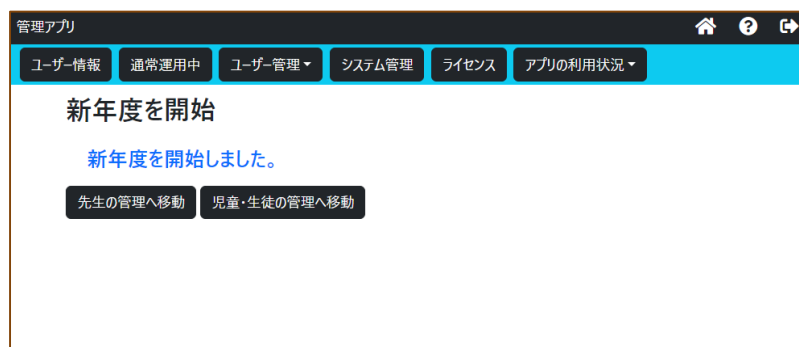 管理アプリ
ユーザー情報 通常運用中 ユーザー管理 システム管理 ライセンス アプリの利用状況
新年度を開始
新年度を開始しました。
先生の管理へ移動 児童・生徒の管理へ移動